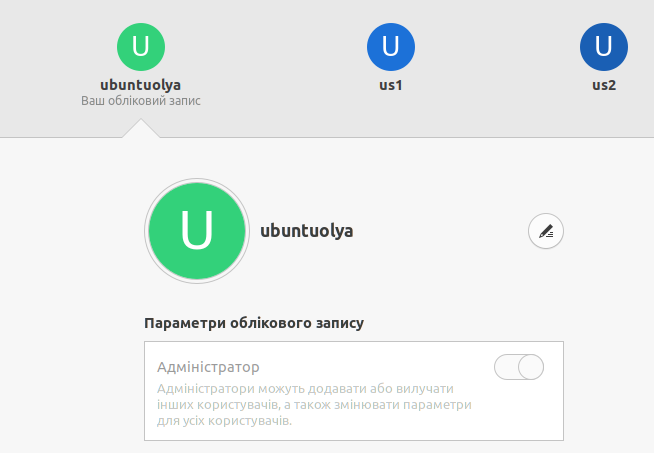 U U U
ubuntuolya us1 us2
Ваш обліковий запис
U ubuntuolya
Параметри облікового запису
Адміністратор
Адміністратори можуть додавати або вилучати
інших користувачів, а також змінювати параметри
для усіх користувачів.